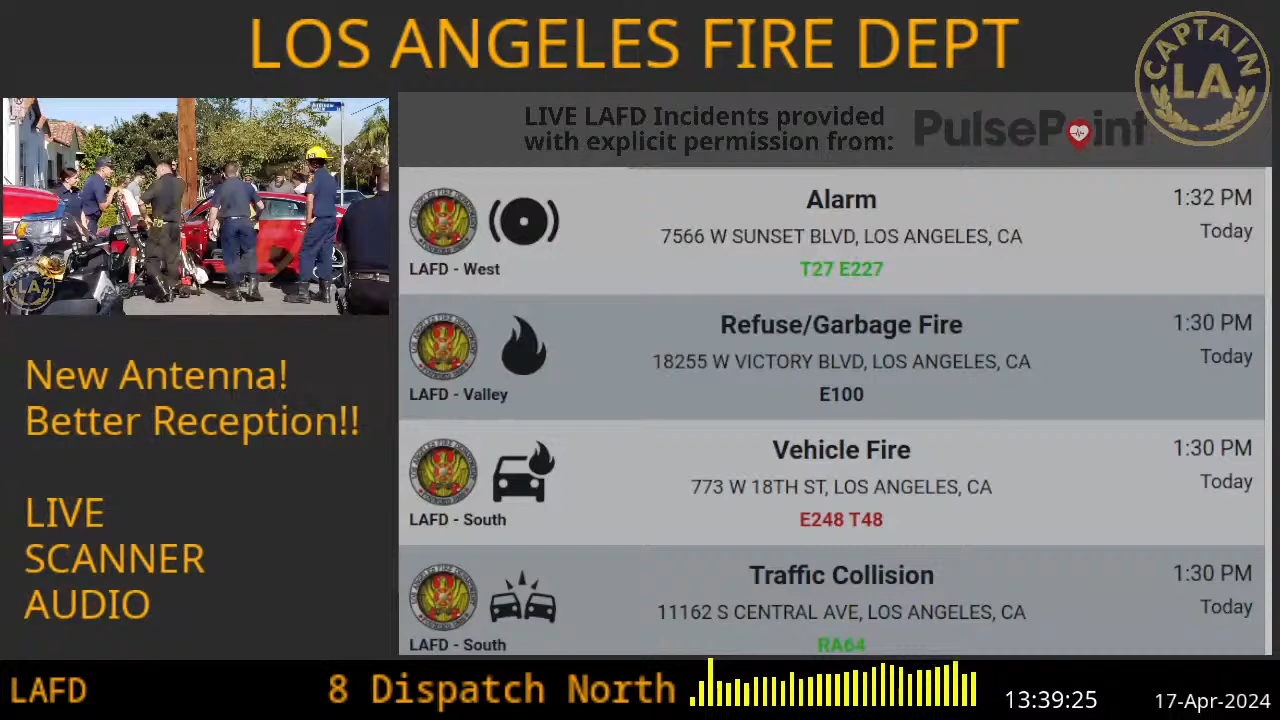 LOS ANGELES FIRE DEPT
CAPTAIN
LA
LIVE LAFD Incidents provided
with explicit permission from:
PulsePoint
Alarm
1:32 PM
7566 W SUNSET BLVD, LOS ANGELES, CA
Today
LAFD - West
T27 E227
Refuse/Garbage Fire
1:30 PM
18255 W VICTORY BLVD, LOS ANGELES, CA
Today
LAFD - Valley
E100
Vehicle Fire
1:30 PM
773 W 18TH ST, LOS ANGELES, CA
Today
LAFD - South
E248 T48
Traffic Collision
1:30 PM
11162 S CENTRAL AVE, LOS ANGELES, CA
Today
LAFD - South
RA64
New Antenna!
Better Reception!!
LIVE
SCANNER
AUDIO
LAFD
8 Dispatch North
13:39:25
17-Apr-2024